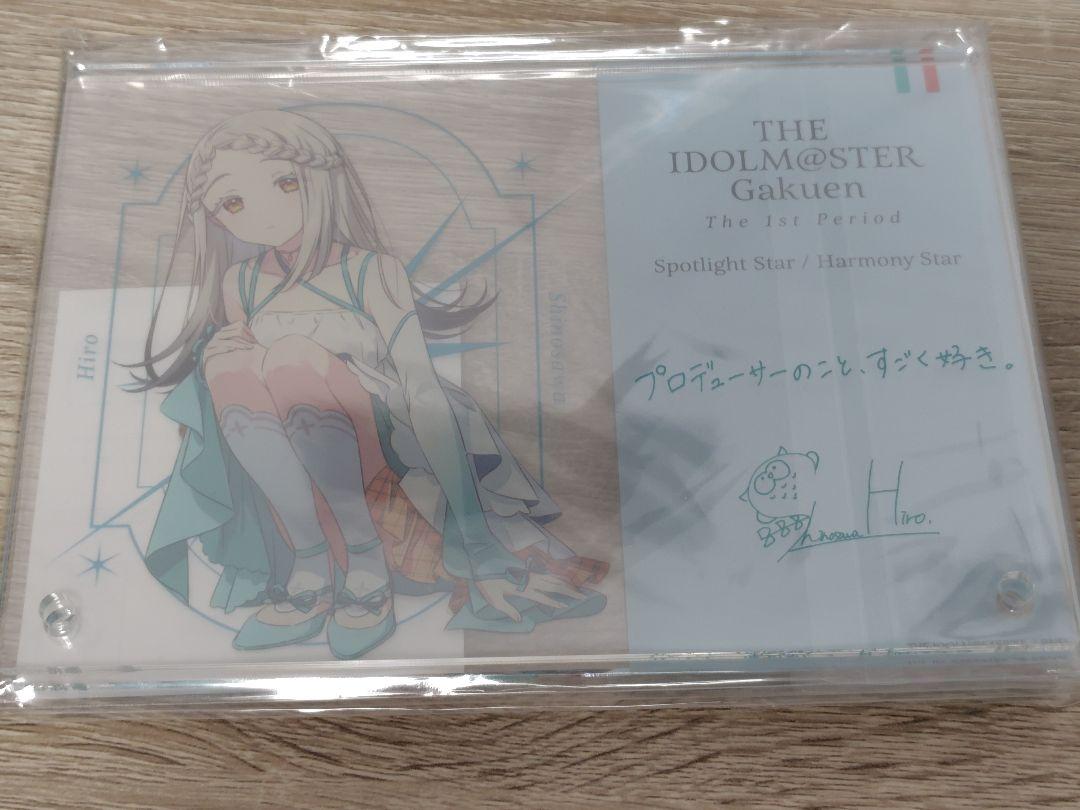 Hiro
Shinosawa
THE
IDOLM@STER
Gakuen
The 1st Period
Spotlight Star / Harmony Star
プロデューサーのこと、すごく好き。
Shinosawa Hiro.